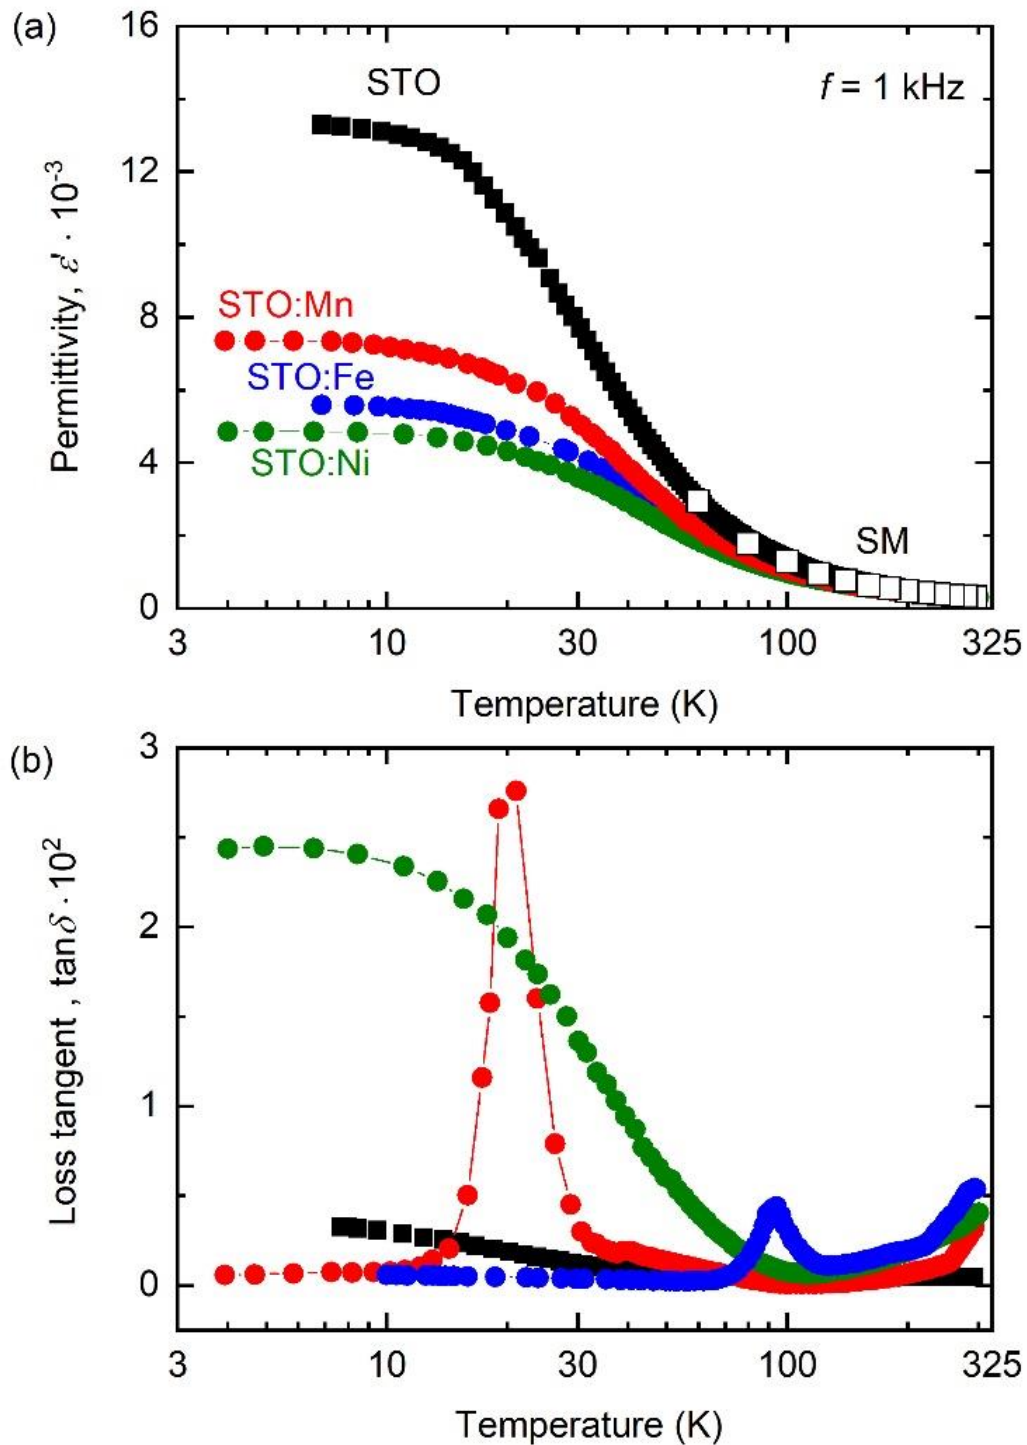 (a)
16
STO
f = 1 kHz
12
STO:Mn
8
STO:Fe
4
STO:Ni
SM
0
3 10 30 100 325
Permittivity, ε' · 10⁻³
Temperature (K)
(b)
3
2
1
0
3 10 30 100 325
Loss tangent , tanδ · 10²
Temperature (K)